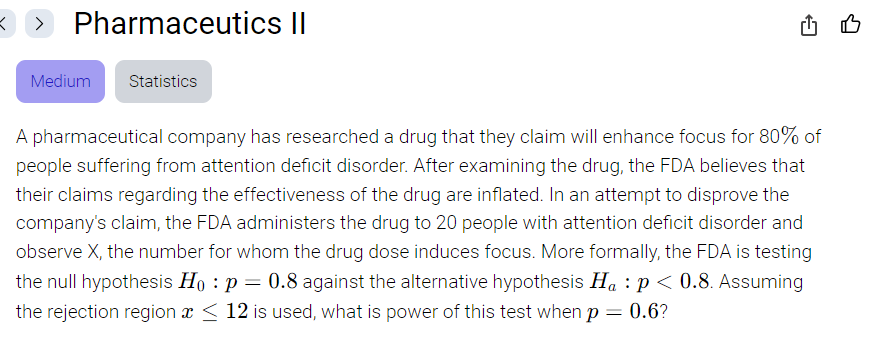 Pharmaceutics II
Medium Statistics
A pharmaceutical company has researched a drug that they claim will enhance focus for 80% of
people suffering from attention deficit disorder. After examining the drug, the FDA believes that
their claims regarding the effectiveness of the drug are inflated. In an attempt to disprove the
company's claim, the FDA administers the drug to 20 people with attention deficit disorder and
observe X, the number for whom the drug dose induces focus. More formally, the FDA is testing
the null hypothesis H₀ : p = 0.8 against the alternative hypothesis Hₐ : p < 0.8. Assuming
the rejection region x ≤ 12 is used, what is power of this test when p = 0.6?